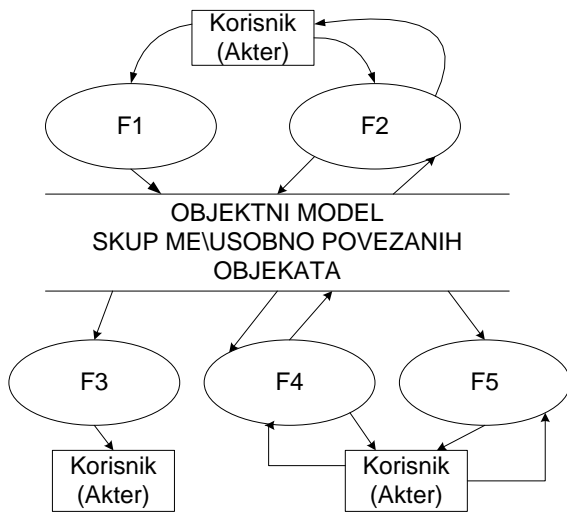 Korisnik
(Akter)
F1
F2
OBJEKTNI MODEL
SKUP ME\USOBNO POVEZANIH
OBJEKATA
F3
F4
F5
Korisnik
(Akter)
Korisnik
(Akter)